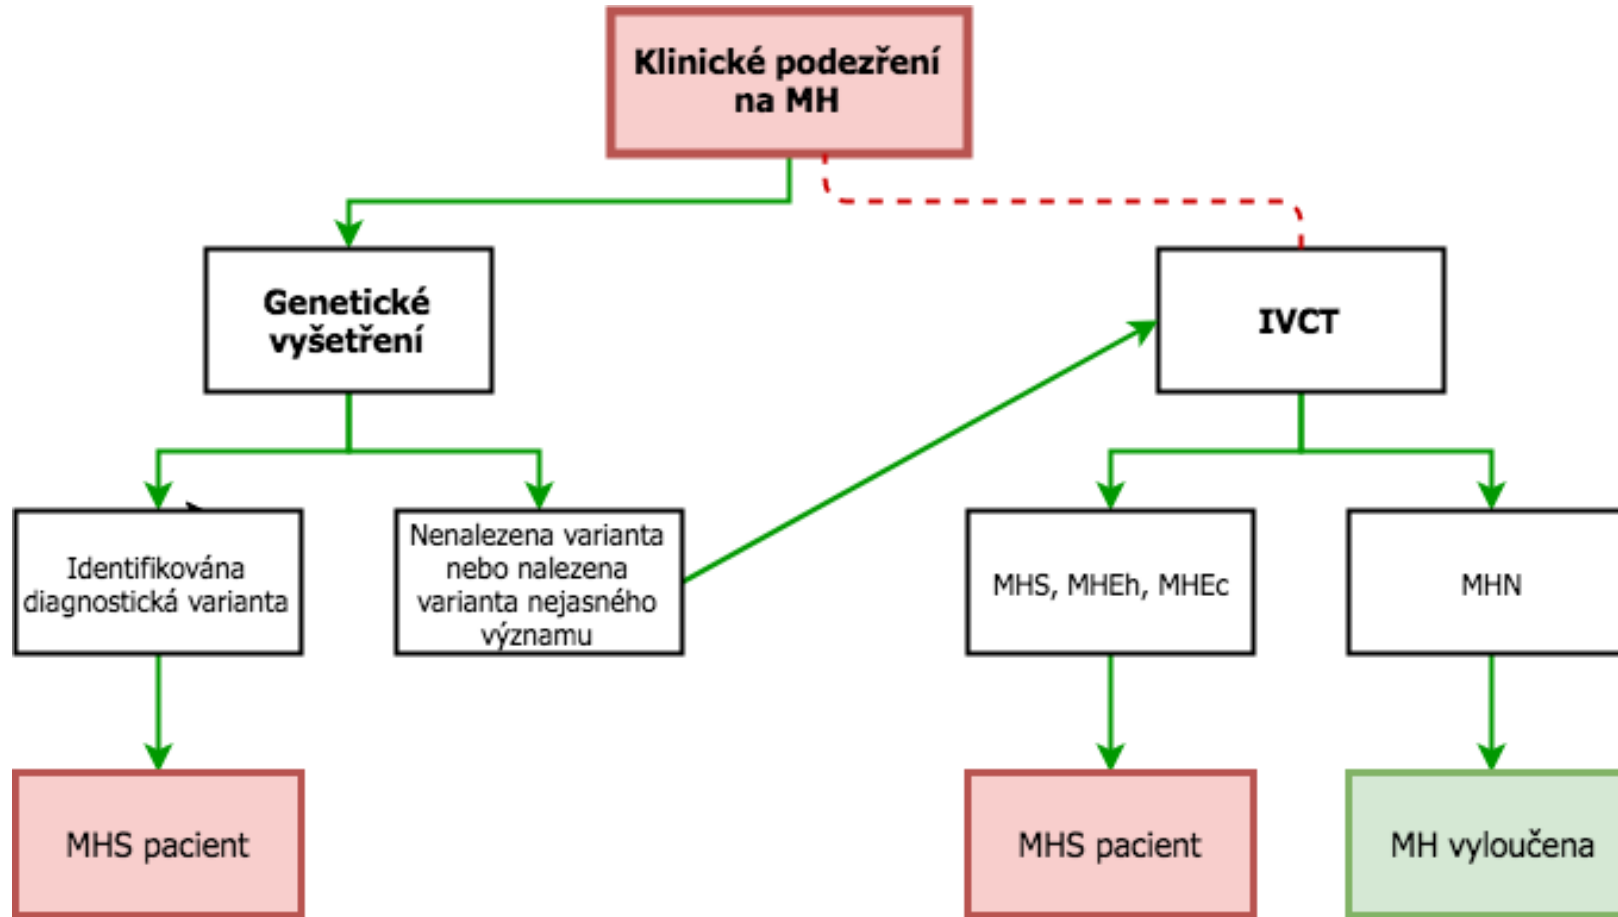 Klinické podezření
na MH
Genetické
vyšetření
IVCT
Identifikována
diagnostická varianta
Nenalezena varianta
nebo nalezena
varianta nejasného
významu
MHS, MHEh, MHEc
MHN
MHS pacient
MHS pacient
MH vyloučena